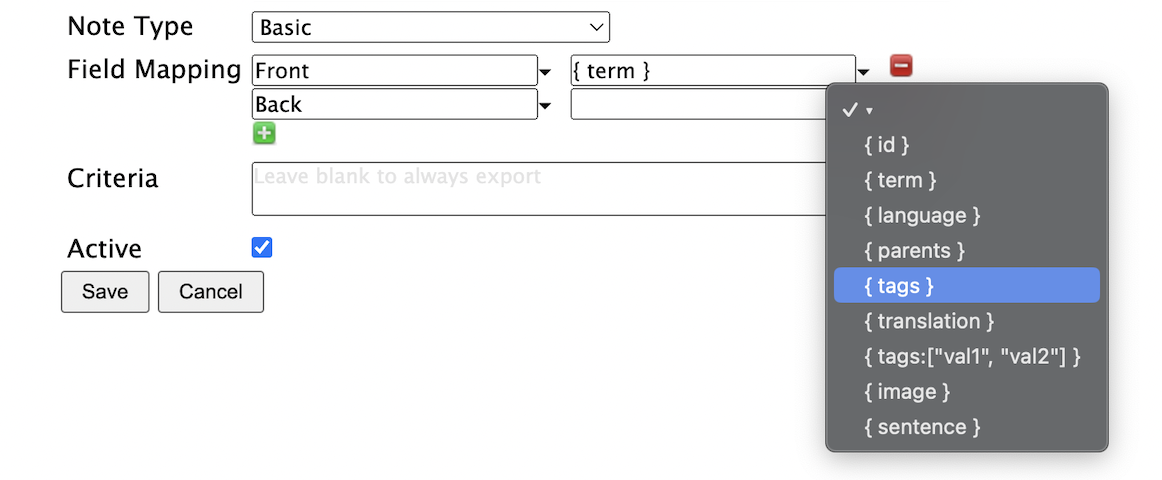 Note Type Basic
Field Mapping Front { term }
Back
Criteria Leave blank to always export
Active
Save Cancel
{ id }
{ term }
{ language }
{ parents }
{ tags }
{ translation }
{ tags:["val1", "val2"] }
{ image }
{ sentence }